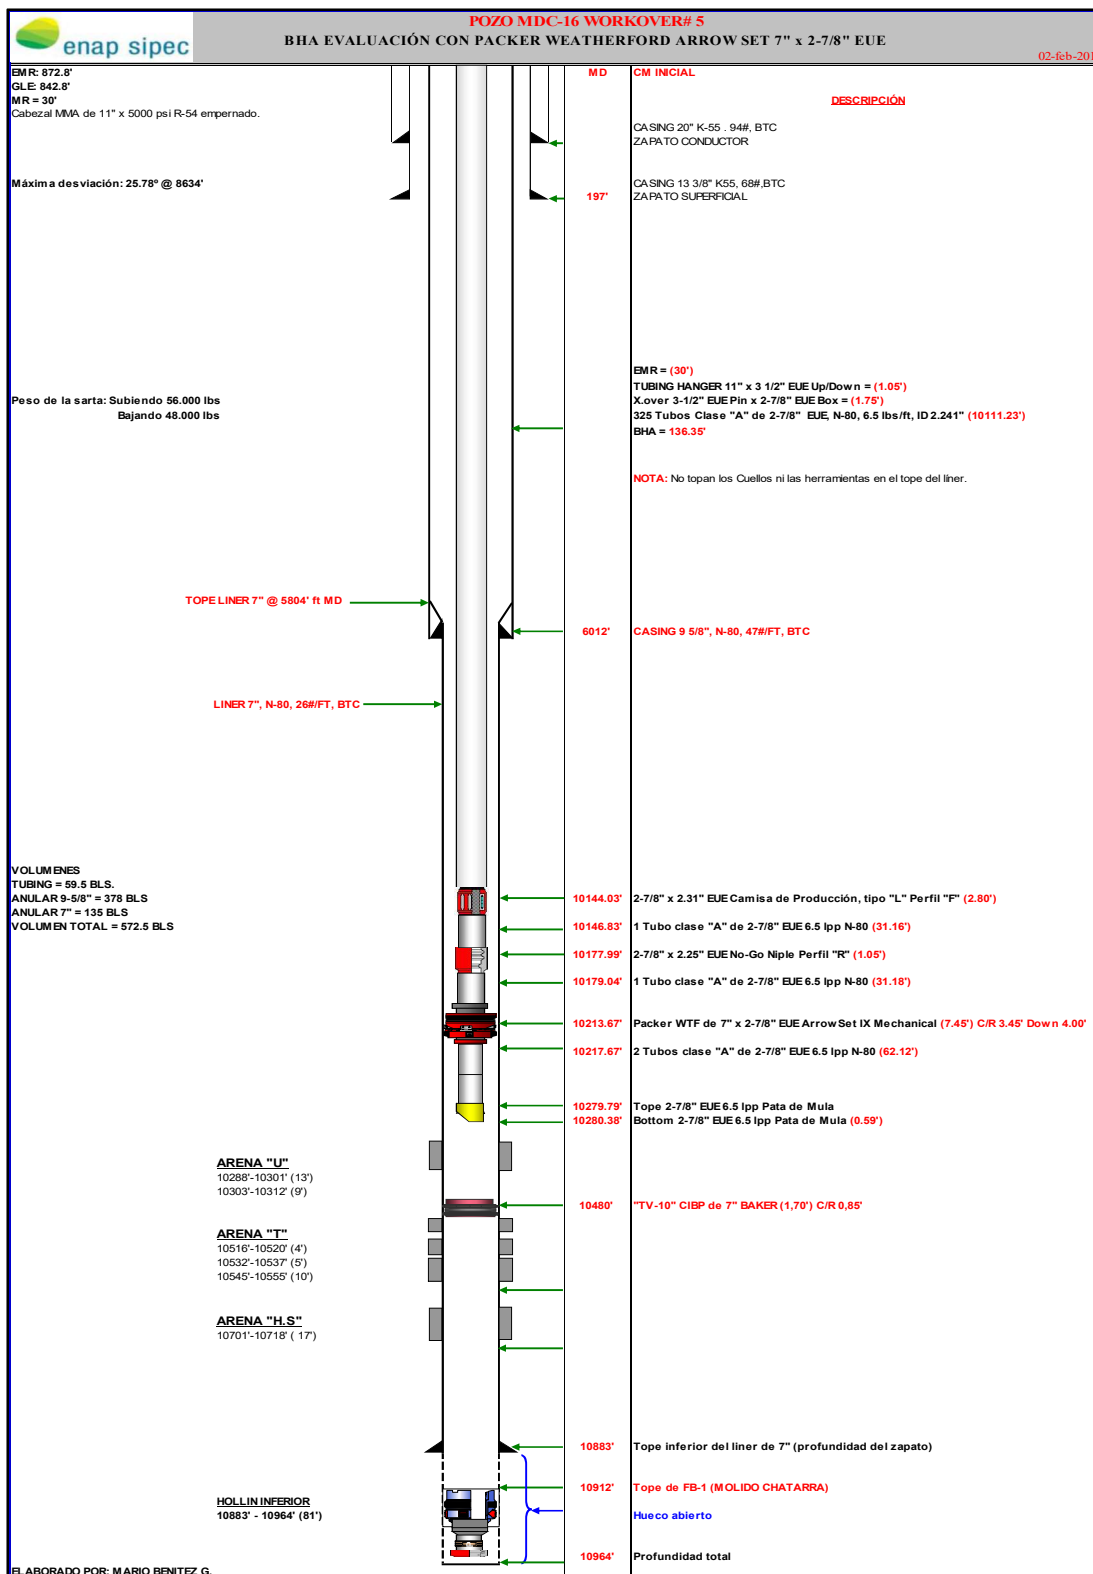 enap sipec
POZO MDC-16 WORKOVER# 5
BHA EVALUACIÓN CON PACKER WEATHERFORD ARROW SET 7" x 2-7/8" EUE
02-feb-201
EMR: 872.8'
GLE: 842.8'
MR = 30'
Cabezal MMA de 11" x 5000 psi R-54 empernado.
MD
CM INICIAL
DESCRIPCIÓN
CASING 20" K-55 . 94#, BTC
ZAPATO CONDUCTOR
Máxima desviación: 25.78º @ 8634'
CASING 13 3/8" K55, 68#,BTC
197' ZAPATO SUPERFICIAL
EMR = (30')
TUBING HANGER 11" x 3 1/2" EUE Up/Down = (1.05')
X.over 3-1/2" EUE Pin x 2-7/8" EUE Box = (1.75')
325 Tubos Clase "A" de 2-7/8" EUE, N-80, 6.5 lbs/ft, ID 2.241" (10111.23')
BHA = 136.35'
Peso de la sarta: Subiendo 56.000 lbs
Bajando 48.000 lbs
NOTA: No topan los Cuellos ni las herramientas en el tope del líner.
TOPE LINER 7" @ 5804' ft MD
6012' CASING 9 5/8", N-80, 47#/FT, BTC
LINER 7", N-80, 26#/FT, BTC
VOLUMENES
TUBING = 59.5 BLS.
ANULAR 9-5/8" = 378 BLS
ANULAR 7" = 135 BLS
VOLUMEN TOTAL = 572.5 BLS
10144.03' 2-7/8" x 2.31" EUE Camisa de Producción, tipo "L" Perfil "F" (2.80')
10146.83' 1 Tubo clase "A" de 2-7/8" EUE 6.5 lpp N-80 (31.16')
10177.99' 2-7/8" x 2.25" EUE No-Go Niple Perfil "R" (1.05')
10179.04' 1 Tubo clase "A" de 2-7/8" EUE 6.5 lpp N-80 (31.18')
10213.67' Packer WTF de 7" x 2-7/8" EUE ArrowSet IX Mechanical (7.45') C/R 3.45' Down 4.00'
10217.67' 2 Tubos clase "A" de 2-7/8" EUE 6.5 lpp N-80 (62.12')
10279.79' Tope 2-7/8" EUE 6.5 lpp Pata de Mula
10280.38' Bottom 2-7/8" EUE 6.5 lpp Pata de Mula (0.59')
ARENA "U"
10288'-10301' (13')
10303'-10312' (9')
10480' "TV-10" CIBP de 7" BAKER (1,70') C/R 0,85'
ARENA "T"
10516'-10520' (4')
10532'-10537' (5')
10545'-10555' (10')
ARENA "H.S"
10701'-10718' ( 17')
10883' Tope inferior del liner de 7" (profundidad del zapato)
10912' Tope de FB-1 (MOLIDO CHATARRA)
HOLLIN INFERIOR
10883' - 10964' (81')
Hueco abierto
10964' Profundidad total
ELABORADO POR: MARIO BENITEZ G.